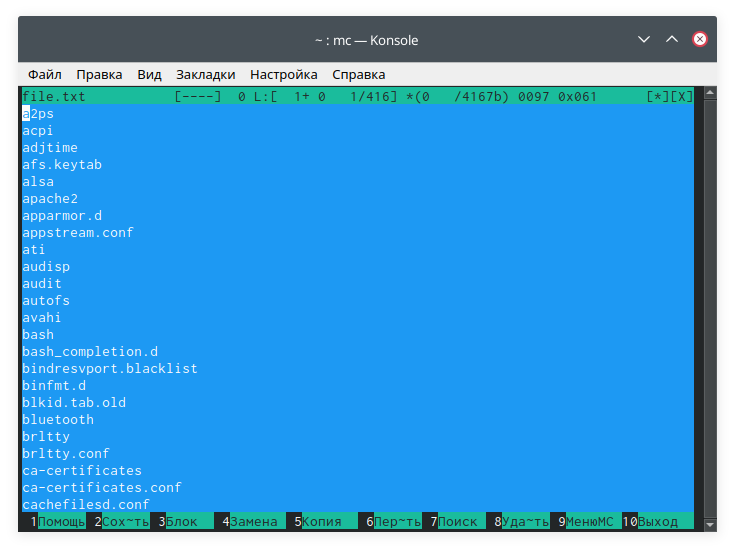 ~ : mc — Konsole
Файл Правка Вид Закладки Настройка Справка
file.txt [----] 0 L:[ 1+ 0 1/416] *(0 /4167b) 0097 0x061 [*][X]
a2ps
acpi
adjtime
afs.keytab
alsa
apache2
apparmor.d
appstream.conf
ati
audisp
audit
autofs
avahi
bash
bash_completion.d
bindresvport.blacklist
binfmt.d
blkid.tab.old
bluetooth
brltty
brltty.conf
ca-certificates
ca-certificates.conf
cachefilesd.conf
1Помощь 2Сох~ть 3Блок 4Замена 5Копия 6Пер~ть 7Поиск 8Уда~ть 9МенюMC 10Выход